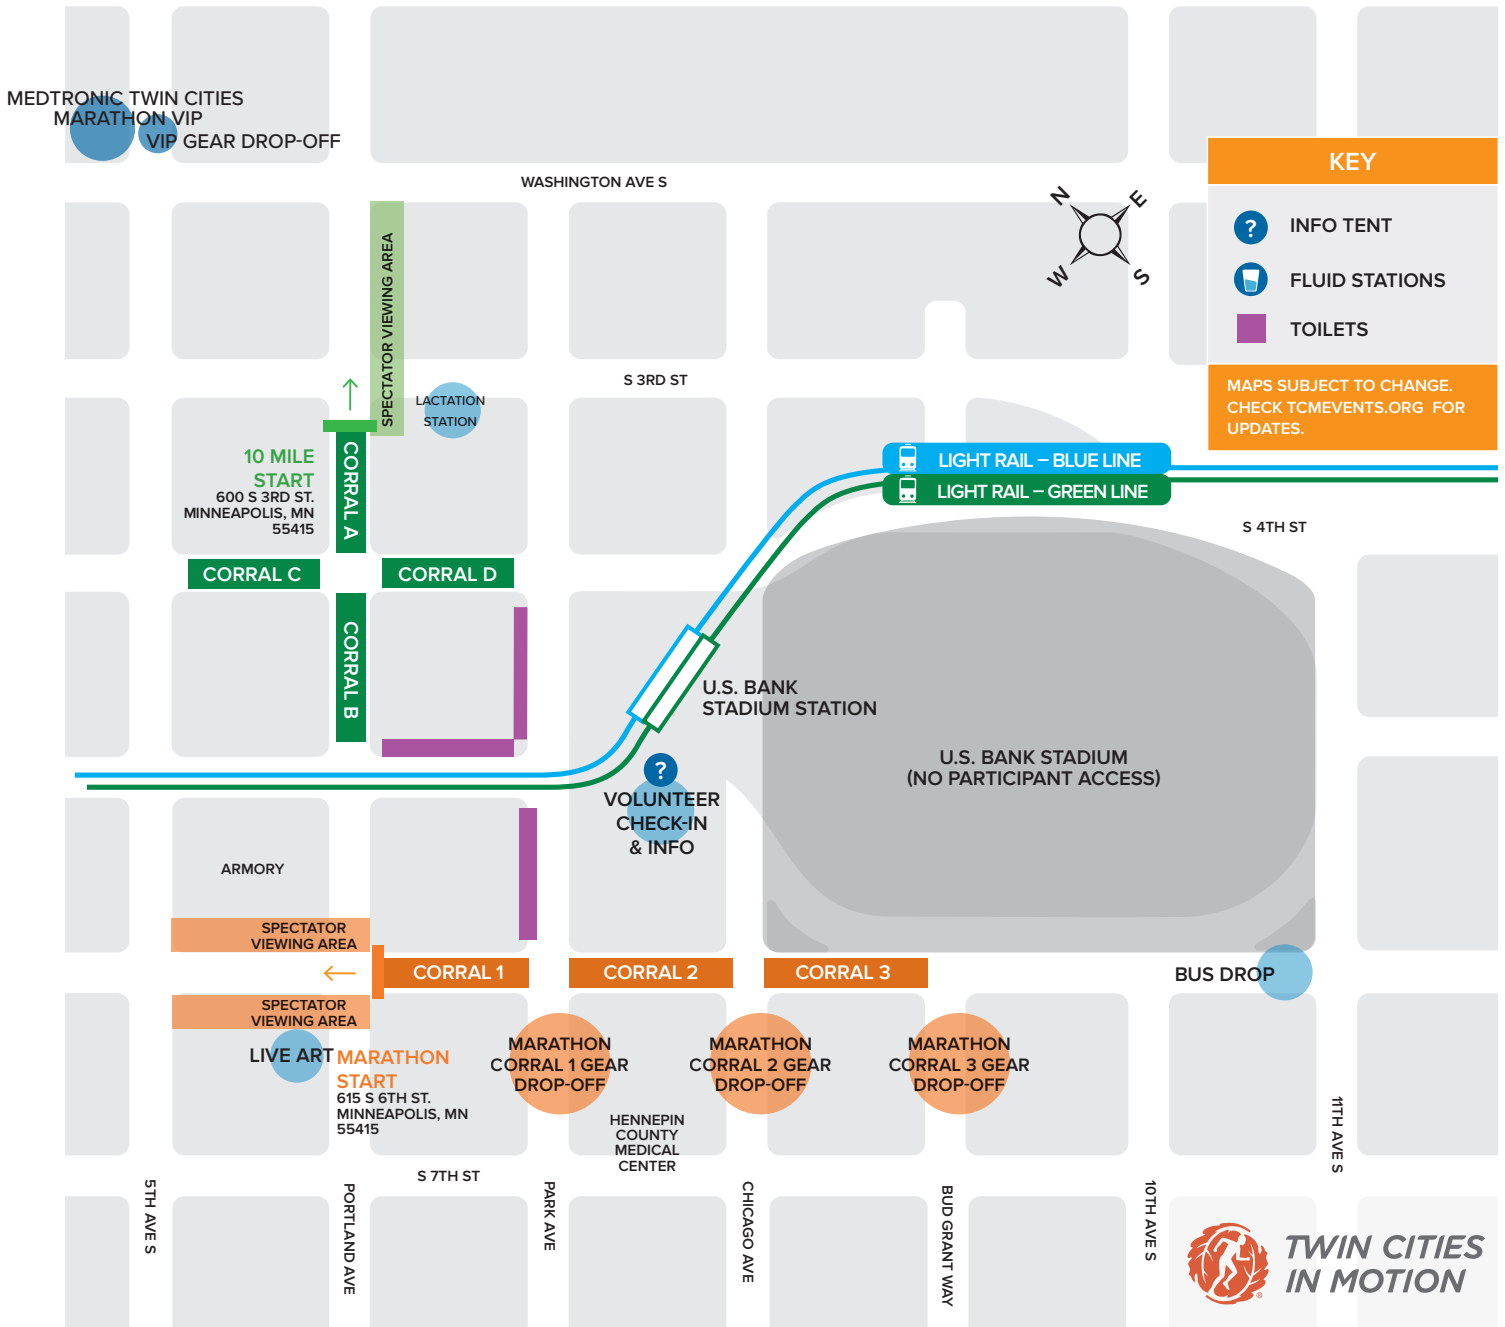 MEDTRONIC TWIN CITIES
MARATHON VIP
VIP GEAR DROP-OFF
WASHINGTON AVE S
N
E
W
S
KEY
?
INFO TENT
FLUID STATIONS
TOILETS
MAPS SUBJECT TO CHANGE.
CHECK TCMEVENTS.ORG FOR
UPDATES.
SPECTATOR VIEWING AREA
S 3RD ST
LACTATION
STATION
10 MILE
START
600 S 3RD ST.
MINNEAPOLIS, MN
55415
CORRAL A
LIGHT RAIL – BLUE LINE
LIGHT RAIL – GREEN LINE
S 4TH ST
CORRAL C
CORRAL D
CORRAL B
U.S. BANK
STADIUM STATION
U.S. BANK STADIUM
(NO PARTICIPANT ACCESS)
?
VOLUNTEER
CHECK-IN
& INFO
ARMORY
SPECTATOR
VIEWING AREA
CORRAL 1
CORRAL 2
CORRAL 3
BUS DROP
SPECTATOR
VIEWING AREA
LIVE ART
MARATHON
START
615 S 6TH ST.
MINNEAPOLIS, MN
55415
MARATHON
CORRAL 1 GEAR
DROP-OFF
MARATHON
CORRAL 2 GEAR
DROP-OFF
MARATHON
CORRAL 3 GEAR
DROP-OFF
HENNEPIN
COUNTY
MEDICAL
CENTER
S 7TH ST
5TH AVE S
PORTLAND AVE
PARK AVE
CHICAGO AVE
BUD GRANT WAY
10TH AVE S
11TH AVE S
TWIN CITIES
IN MOTION
®